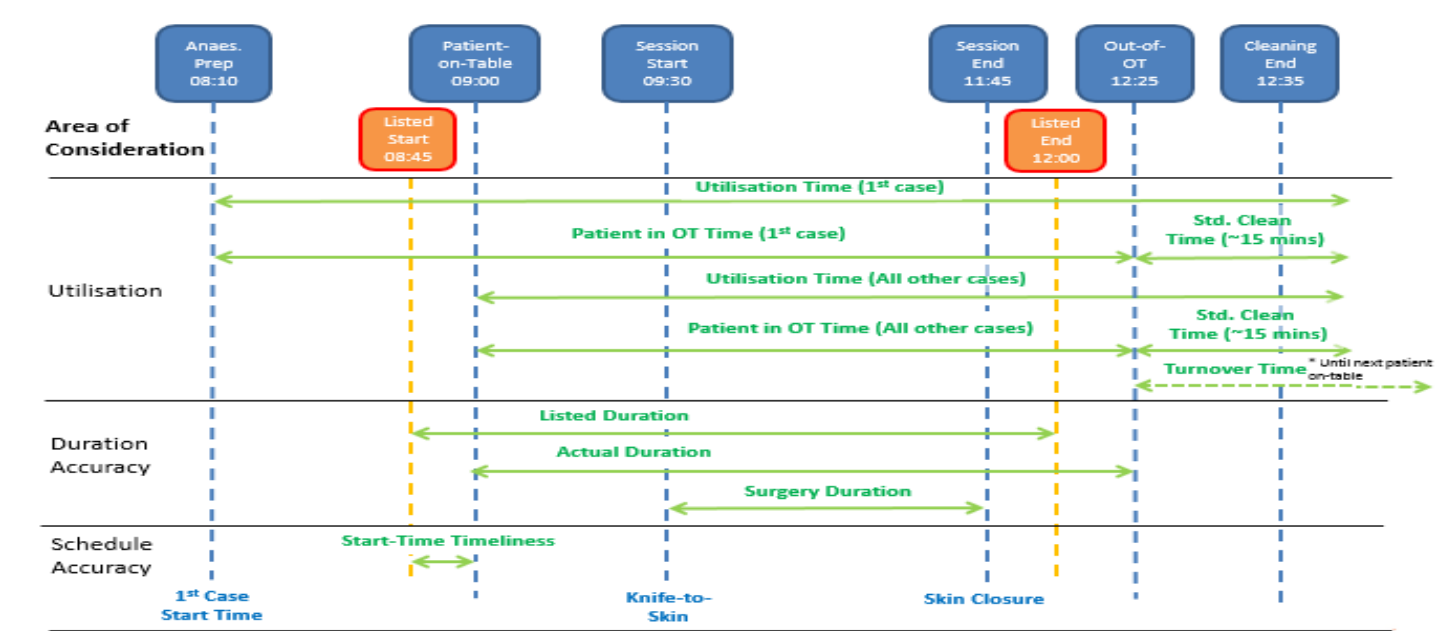 Anaes.
Prep
08:10
Patient-
on-Table
09:00
Session
Start
09:30
Session
End
11:45
Out-of-
OT
12:25
Cleaning
End
12:35
Area of
Consideration
Listed
Start
08:45
Listed
End
12:00
Utilisation Time (1st case)
Patient in OT Time (1st case)
Std. Clean
Time (~15 mins)
Utilisation
Utilisation Time (All other cases)
Patient in OT Time (All other cases)
Std. Clean
Time (~15 mins)
Turnover Time
* Until next patient
on-table
Duration
Accuracy
Listed Duration
Actual Duration
Surgery Duration
Schedule
Accuracy
Start-Time Timeliness
1st Case
Start Time
Knife-to-
Skin
Skin Closure